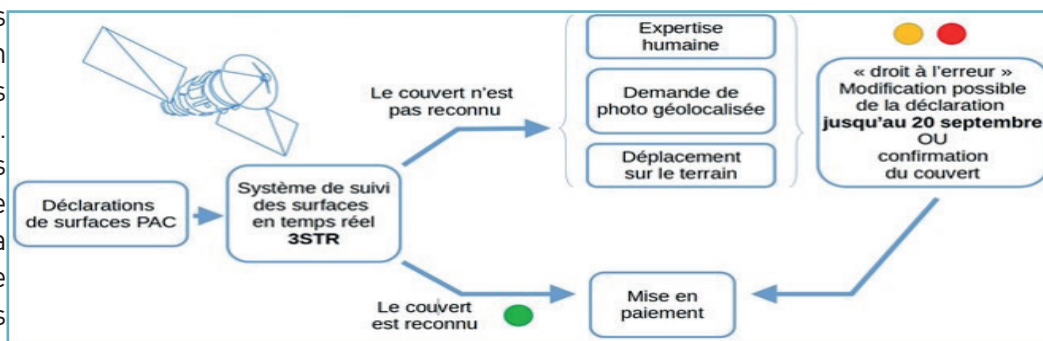 Déclarations
de surfaces PAC
Système de suivi
des surfaces
en temps réel
3STR
Le couvert n'est
pas reconnu
Expertise
humaine
Demande de
photo géolocalisée
Déplacement
sur le terrain
« droit à l'erreur »
Modification possible
de la déclaration
jusqu'au 20 septembre
OU
confirmation
du couvert
Le couvert
est reconnu
Mise en
paiement